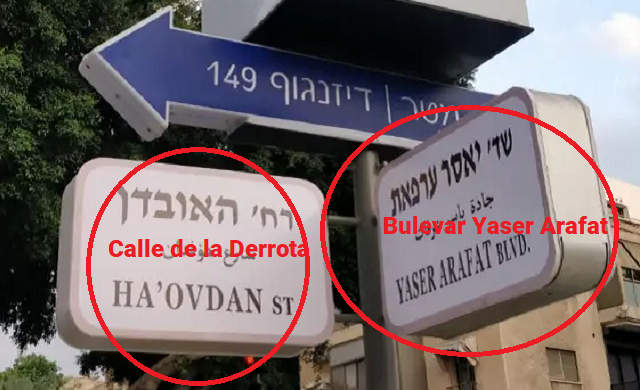 דיזנגוף 149
רח' האובדן
Calle de la Derrota
HA'OVDAN ST
שד' יאסר ערפאת
جادة
Bulevar Yaser Arafat
YASER ARAFAT BLVD.